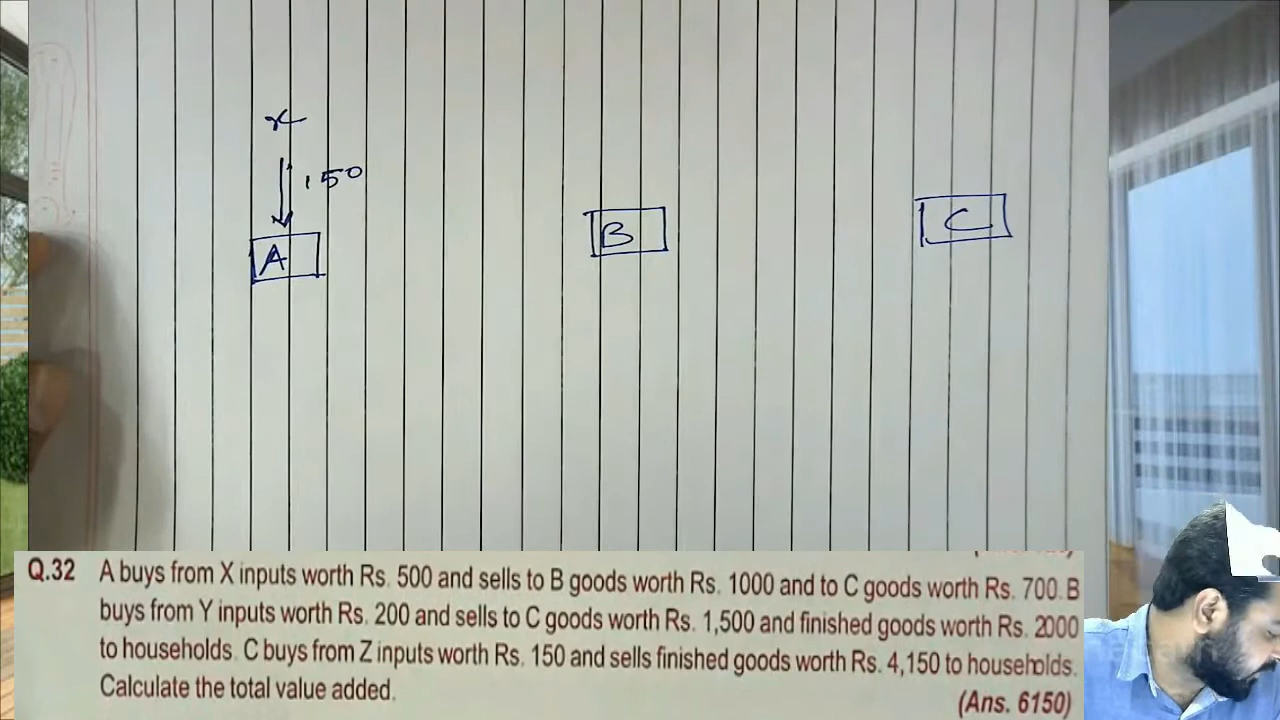 x
150
A
B
C
Q.32 A buys from X inputs worth Rs. 500 and sells to B goods worth Rs. 1000 and to C goods worth Rs. 700. B
buys from Y inputs worth Rs. 200 and sells to C goods worth Rs. 1,500 and finished goods worth Rs. 2000
to households. C buys from Z inputs worth Rs. 150 and sells finished goods worth Rs. 4,150 to households.
Calculate the total value added.
(Ans. 6150)